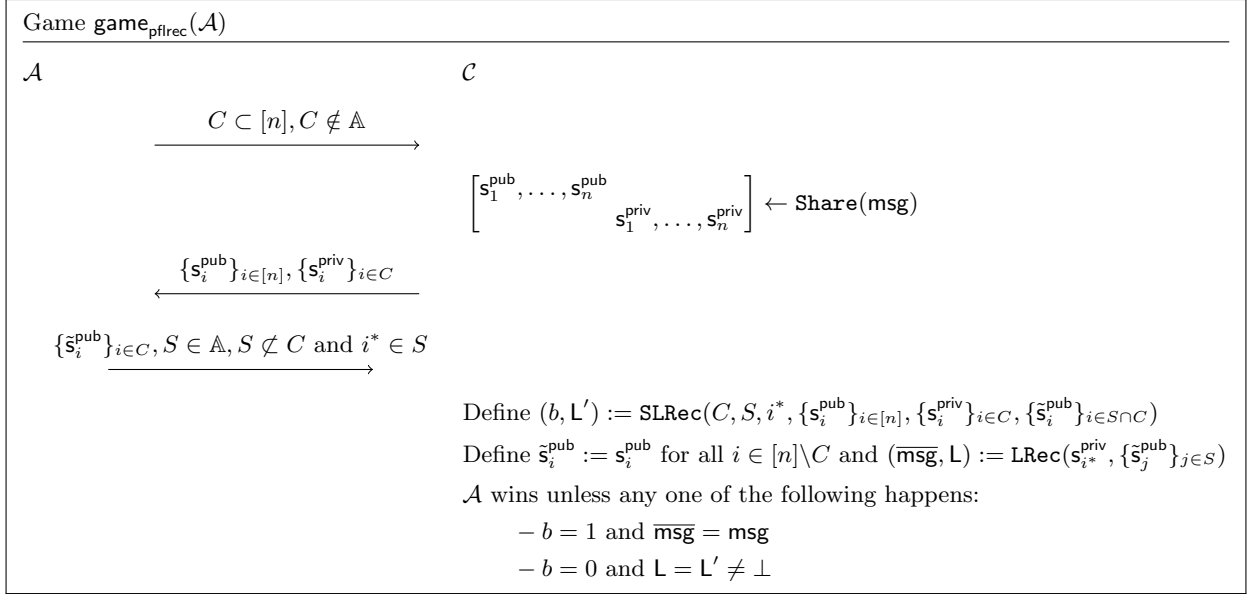 Game game_pflrec(𝒜)
𝒜 𝒞
C ⊂ [n], C ∉ 𝔸
[s_1^pub, …, s_n^pub
s_1^priv, …, s_n^priv] ← Share(msg)
{s_i^pub}_{i∈[n]}, {s_i^priv}_{i∈C}
{s̃_i^pub}_{i∈C}, S ∈ 𝔸, S ⊄ C and i* ∈ S
Define (b, L′) := SLRec(C, S, i*, {s_i^pub}_{i∈[n]}, {s_i^priv}_{i∈C}, {s̃_i^pub}_{i∈S∩C})
Define s̃_i^pub := s_i^pub for all i ∈ [n]\C and (m̅s̅g̅, L) := LRec(s_{i*}^priv, {s̃_j^pub}_{j∈S})
𝒜 wins unless any one of the following happens:
– b = 1 and m̅s̅g̅ = msg
– b = 0 and L = L′ ≠ ⊥